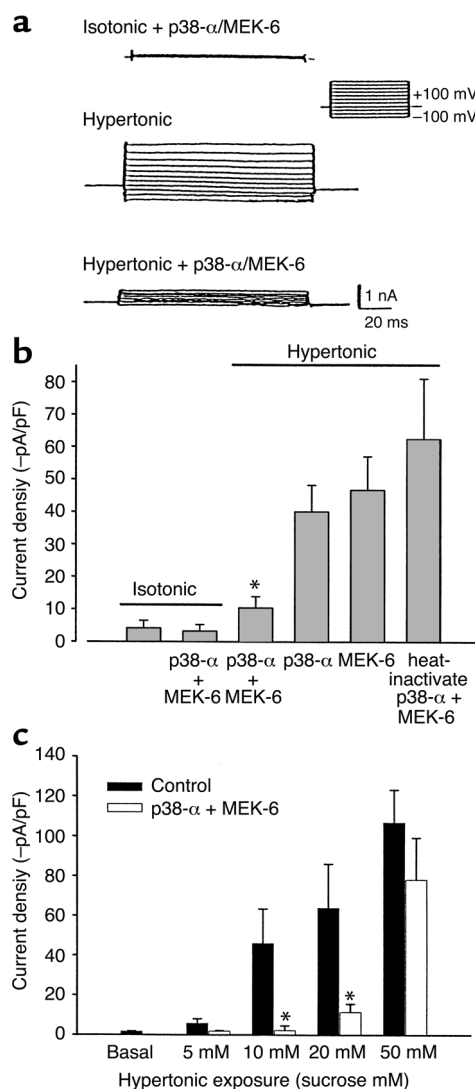 a
Isotonic + p38-α/MEK-6
+100 mV
−100 mV
Hypertonic
Hypertonic + p38-α/MEK-6
1 nA
20 ms
b
Hypertonic
Current densiy (−pA/pF)
80
70
60
50
40
30
20
10
0
Isotonic
*
p38-α + MEK-6
p38-α + MEK-6
p38-α
MEK-6
heat-inactivate p38-α + MEK-6
c
Current densiy (−pA/pF)
140
120
100
80
60
40
20
0
Control
p38-α + MEK-6
*
*
Basal
5 mM
10 mM
20 mM
50 mM
Hypertonic exposure (sucrose mM)